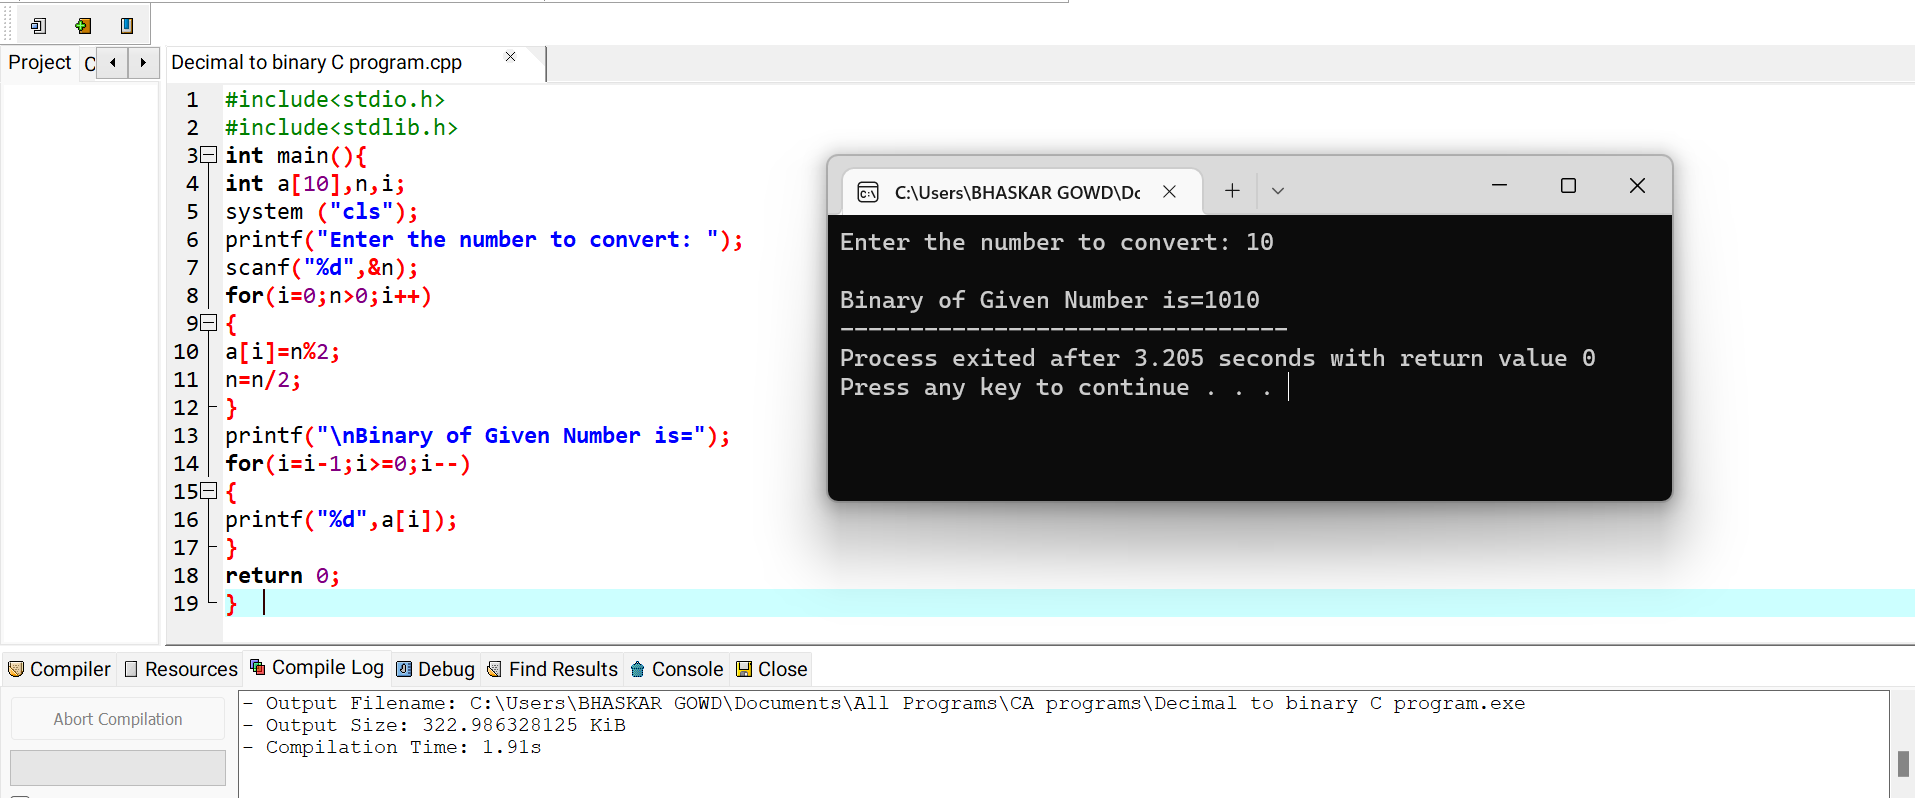 Project
C
Decimal to binary C program.cpp
1 #include<stdio.h>
2 #include<stdlib.h>
3 int main(){
4 int a[10],n,i;
5 system ("cls");
6 printf("Enter the number to convert: ");
7 scanf("%d",&n);
8 for(i=0;n>0;i++)
9 {
10 a[i]=n%2;
11 n=n/2;
12 }
13 printf("\nBinary of Given Number is=");
14 for(i=i-1;i>=0;i--)
15 {
16 printf("%d",a[i]);
17 }
18 return 0;
19 }
C:\Users\BHASKAR GOWD\Dc
Enter the number to convert: 10
Binary of Given Number is=1010
--------------------------------
Process exited after 3.205 seconds with return value 0
Press any key to continue . . .
Compiler Resources Compile Log Debug Find Results Console Close
Abort Compilation
- Output Filename: C:\Users\BHASKAR GOWD\Documents\All Programs\CA programs\Decimal to binary C program.exe
- Output Size: 322.986328125 KiB
- Compilation Time: 1.91s